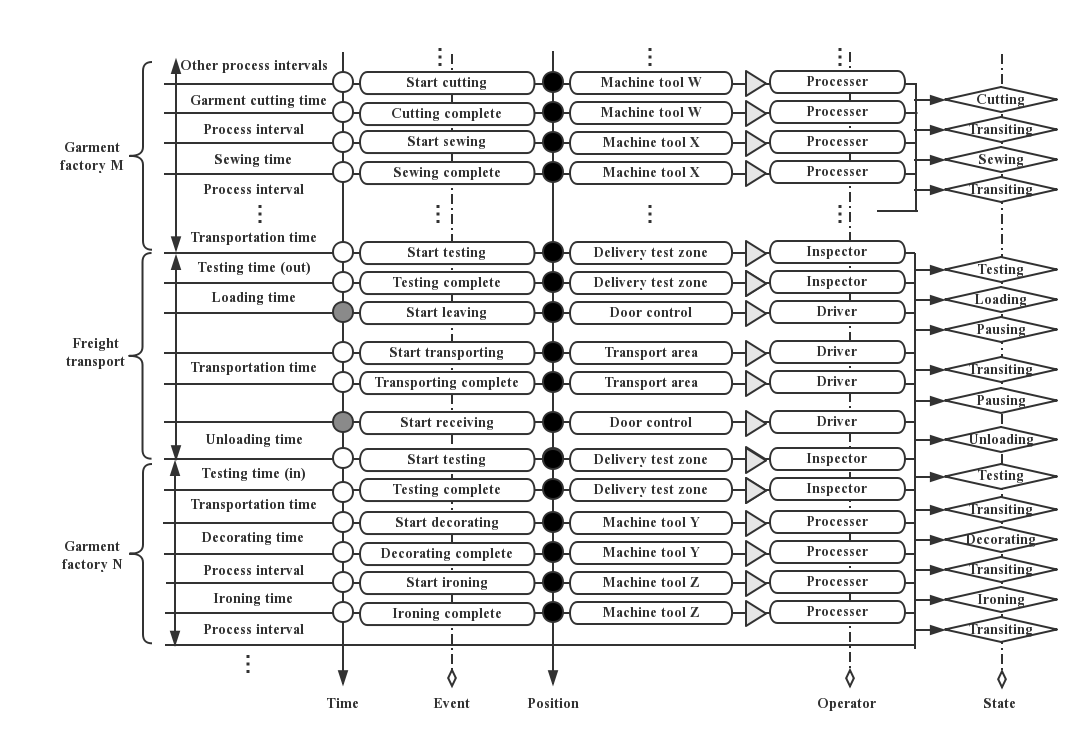 Other process intervals
Start cutting
Machine tool W
Processer
Garment cutting time
Cutting
Cutting complete
Machine tool W
Processer
Process interval
Transiting
Garment
factory M
Start sewing
Machine tool X
Processer
Sewing time
Sewing
Sewing complete
Machine tool X
Processer
Process interval
Transiting
Transportation time
Start testing
Delivery test zone
Inspector
Testing time (out)
Testing
Testing complete
Delivery test zone
Inspector
Loading time
Loading
Start leaving
Door control
Driver
Pausing
Freight
transport
Start transporting
Transport area
Driver
Transportation time
Transiting
Transporting complete
Transport area
Driver
Pausing
Start receiving
Door control
Driver
Unloading time
Unloading
Start testing
Delivery test zone
Inspector
Testing time (in)
Testing
Testing complete
Delivery test zone
Inspector
Transportation time
Transiting
Start decorating
Machine tool Y
Processer
Decorating time
Decorating
Garment
factory N
Decorating complete
Machine tool Y
Processer
Process interval
Transiting
Start ironing
Machine tool Z
Processer
Ironing time
Ironing
Ironing complete
Machine tool Z
Processer
Process interval
Transiting
Time
Event
Position
Operator
State